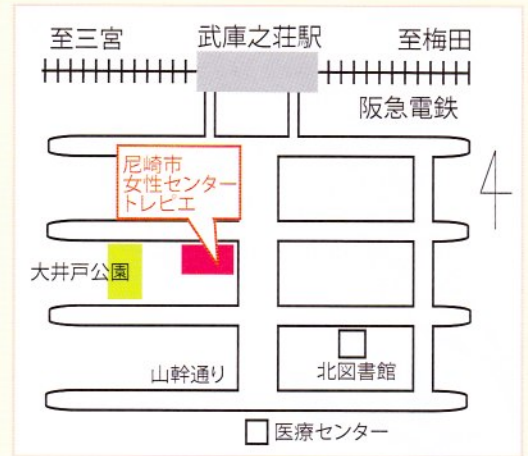 至三宮
武庫之荘駅
至梅田
阪急電鉄
尼崎市
女性センター
トレピエ
大井戸公園
山幹通り
北図書館
医療センター